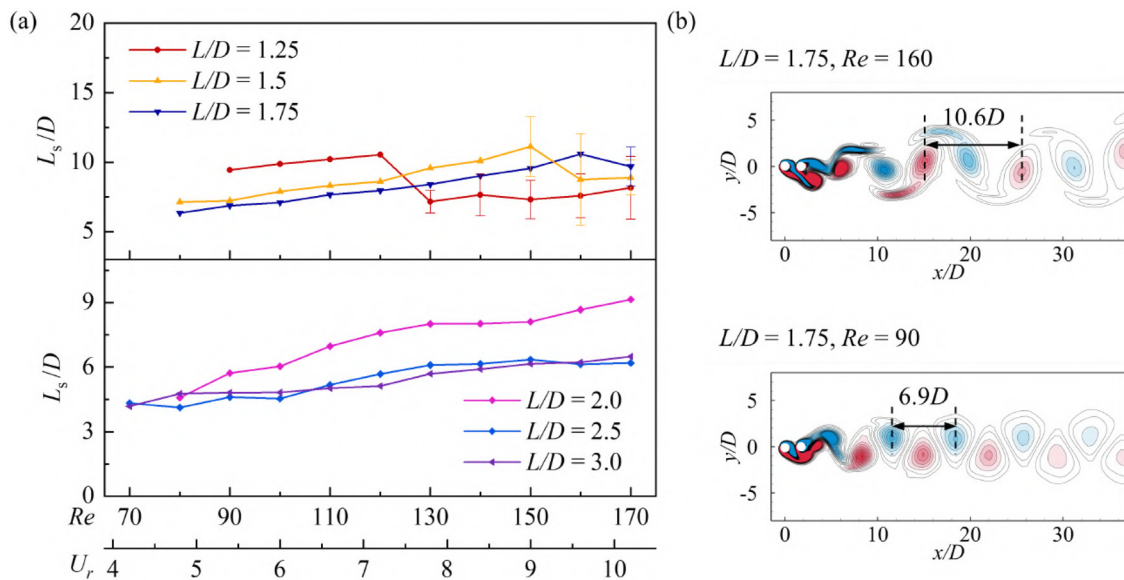 (a)
20
15
10
5
L_s/D
L/D = 1.25
L/D = 1.5
L/D = 1.75
9
6
3
0
L_s/D
L/D = 2.0
L/D = 2.5
L/D = 3.0
Re 70 90 110 130 150 170
U_r 4 5 6 7 8 9 10
(b)
L/D = 1.75, Re = 160
10.6D
5
0
-5
y/D
0 10 20 30
x/D
L/D = 1.75, Re = 90
6.9D
5
0
-5
y/D
0 10 20 30
x/D